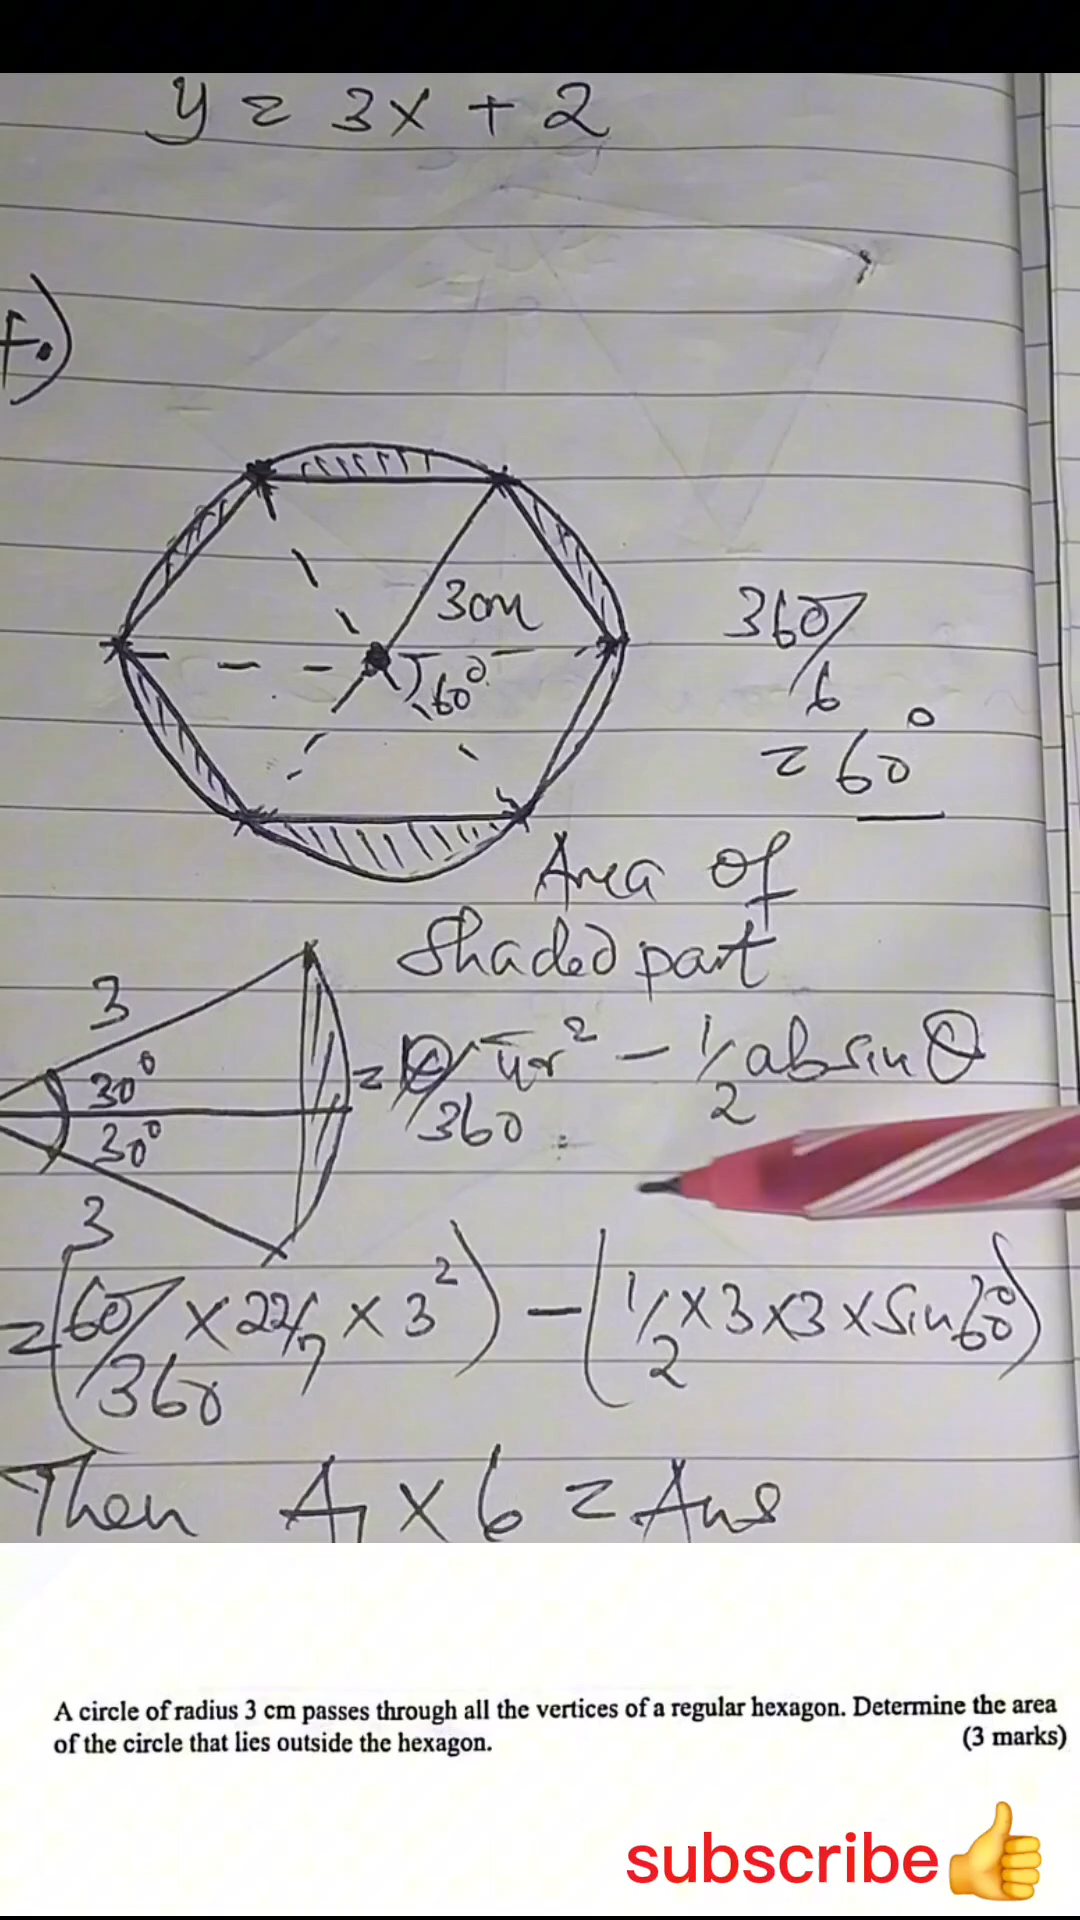 y = 3x + 2
f.)
3cm
60°
360/6
= 60°
Area of
Shaded part
3
30°
30°
3
= θ/360 πr² - 1/2 ab sin θ
= (60/360 × 22/7 × 3²) - (1/2 × 3 × 3 × Sin 60°)
Then A₁ × 6 = Ans
A circle of radius 3 cm passes through all the vertices of a regular hexagon. Determine the area
of the circle that lies outside the hexagon. (3 marks)
subscribe